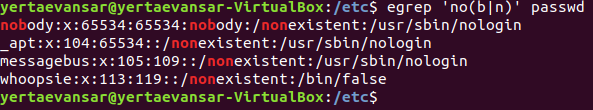 yertaevansar@yertaevansar-VirtualBox:/etc$ egrep 'no(b|n)' passwd
nobody:x:65534:65534:nobody:/nonexistent:/usr/sbin/nologin
_apt:x:104:65534::/nonexistent:/usr/sbin/nologin
messagebus:x:105:109::/nonexistent:/usr/sbin/nologin
whoopsie:x:113:119::/nonexistent:/bin/false
yertaevansar@yertaevansar-VirtualBox:/etc$